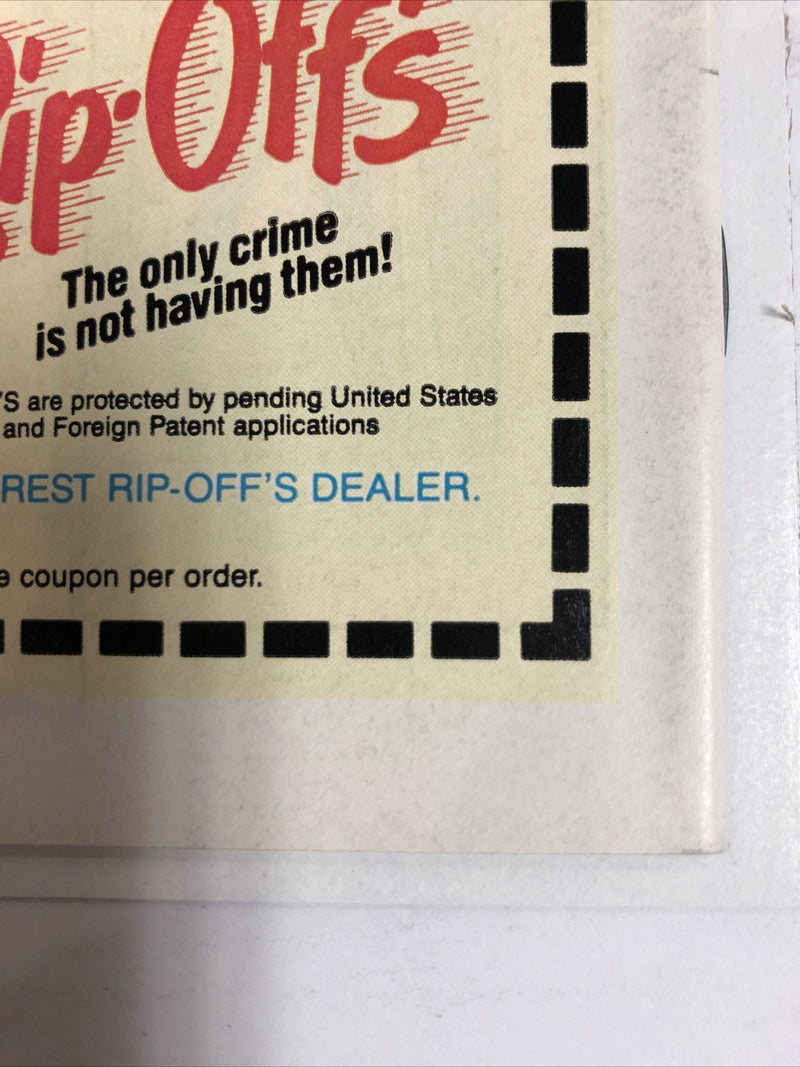 Rip-Offs
The only crime
is not having them!
'S are protected by pending United States
and Foreign Patent applications
REST RIP-OFF'S DEALER.
e coupon per order.